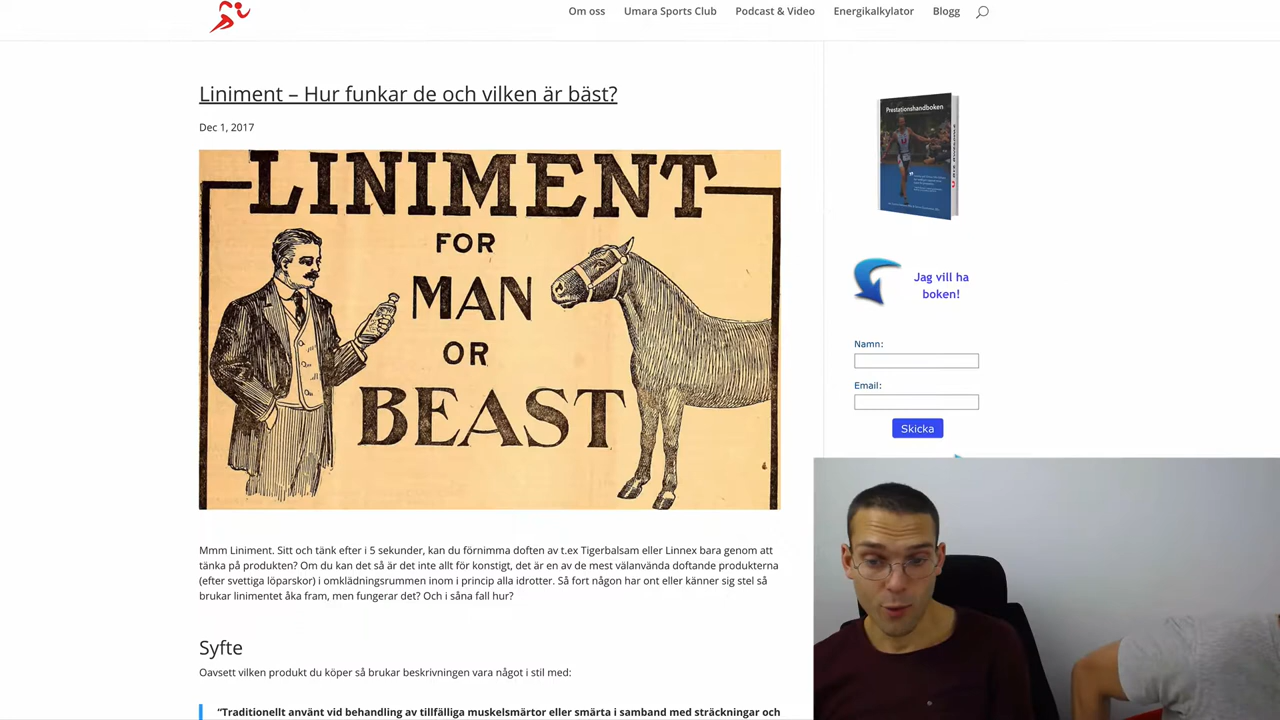 Om oss Umara Sports Club Podcast & Video Energikalkylator Blogg
Liniment – Hur funkar de och vilken är bäst?
Dec 1, 2017
LINIMENT
FOR
MAN
OR
BEAST
Mmm Liniment. Sitt och tänk efter i 5 sekunder, kan du förnimma doften av t.ex Tigerbalsam eller Linnex bara genom att
tänka på produkten? Om du kan det så är det inte allt för konstigt, det är en av de mest välanvända doftande produkterna
(efter svettiga löparskor) i omklädningsrummen inom i princip alla idrotter. Så fort någon har ont eller känner sig stel så
brukar linimentet åka fram, men fungerar det? Och i såna fall hur?
Syfte
Oavsett vilken produkt du köper så brukar beskrivningen vara något i stil med:
"Traditionellt använt vid behandling av tillfälliga muskelsmärtor eller smärta i samband med sträckningar och
Prestationshandboken
Jag vill ha
boken!
Namn:
Email:
Skicka